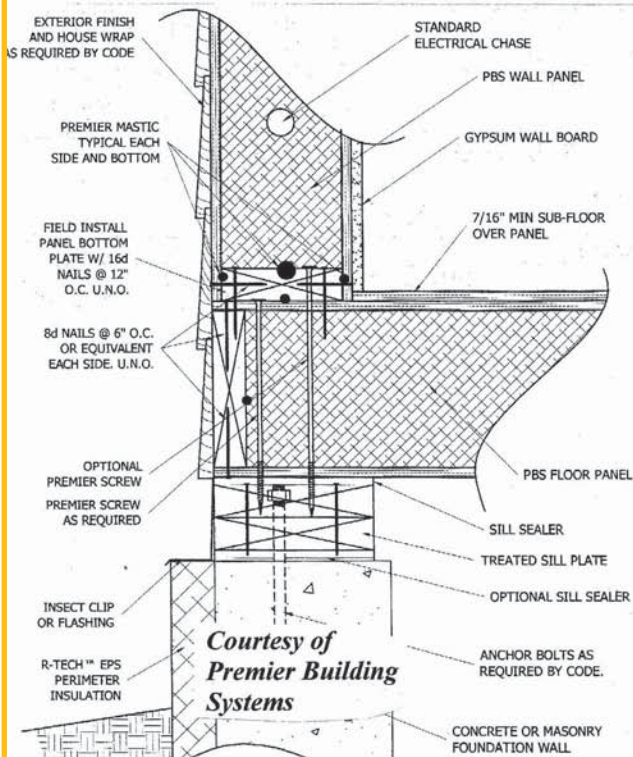 EXTERIOR FINISH
AND HOUSE WRAP
AS REQUIRED BY CODE
PREMIER MASTIC
TYPICAL EACH
SIDE AND BOTTOM
FIELD INSTALL
PANEL BOTTOM
PLATE W/ 16d
NAILS @ 12"
O.C. U.N.O.
8d NAILS @ 6" O.C.
OR EQUIVALENT
EACH SIDE. U.N.O.
OPTIONAL
PREMIER SCREW
PREMIER SCREW
AS REQUIRED
INSECT CLIP
OR FLASHING
R-TECH™ EPS
PERIMETER
INSULATION
STANDARD
ELECTRICAL CHASE
PBS WALL PANEL
GYPSUM WALL BOARD
7/16" MIN SUB-FLOOR
OVER PANEL
PBS FLOOR PANEL
SILL SEALER
TREATED SILL PLATE
OPTIONAL SILL SEALER
ANCHOR BOLTS AS
REQUIRED BY CODE.
CONCRETE OR MASONRY
FOUNDATION WALL
Courtesy of
Premier Building
Systems